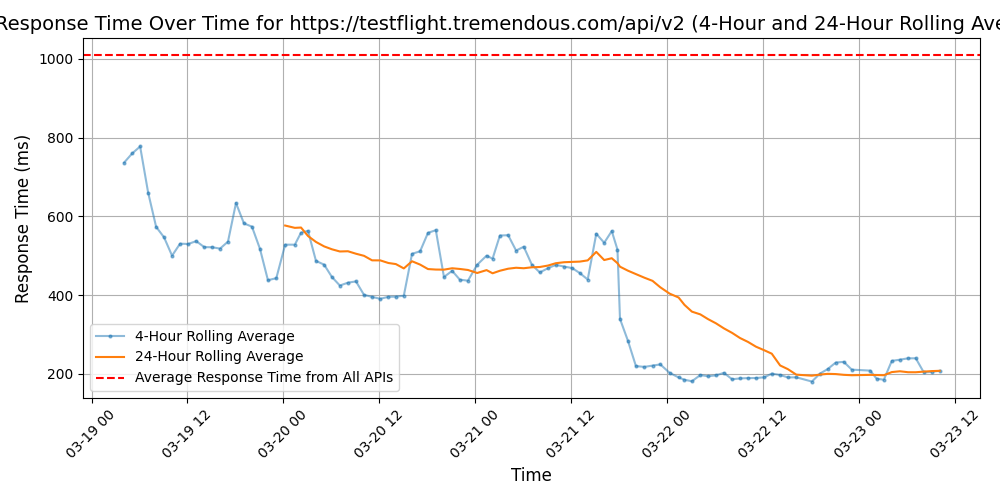 Response Time Over Time for https://testflight.tremendous.com/api/v2 (4-Hour and 24-Hour Rolling Ave
Response Time (ms)
1000
800
600
400
200
4-Hour Rolling Average
24-Hour Rolling Average
Average Response Time from All APIs
03-19 00
03-19 12
03-20 00
03-20 12
03-21 00
03-21 12
03-22 00
03-22 12
03-23 00
03-23 12
Time